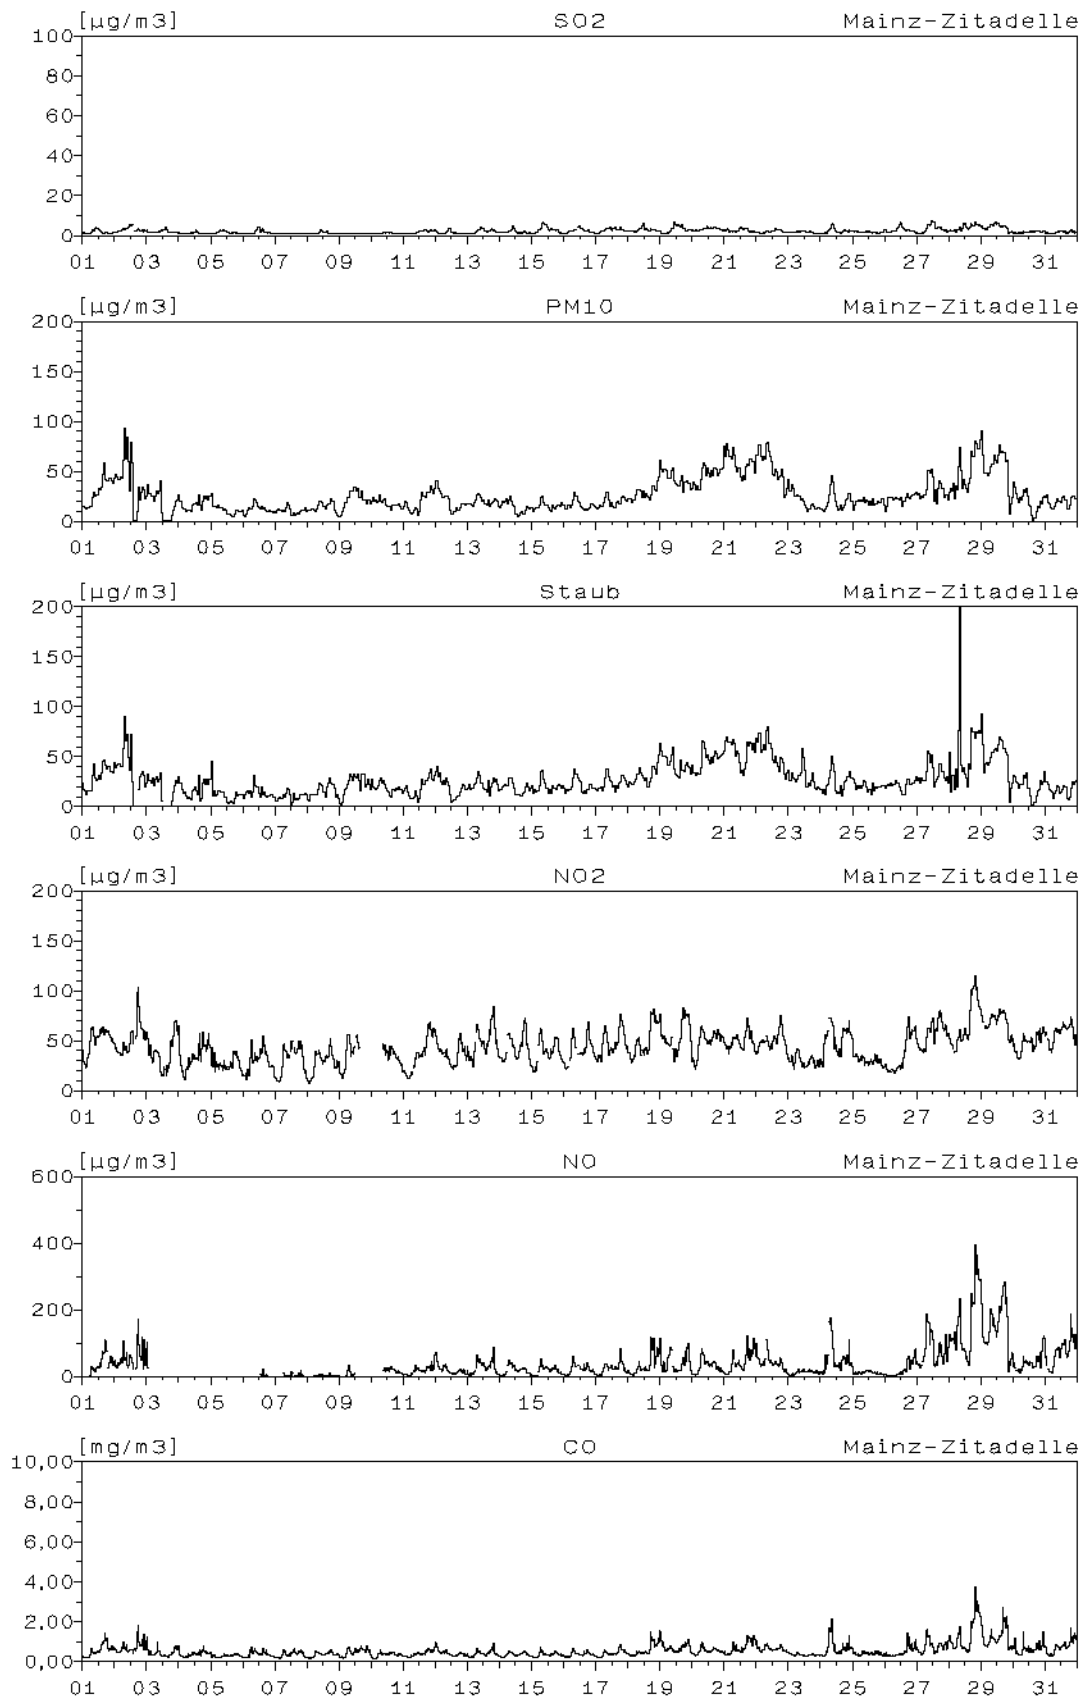 [µg/m3] SO2 Mainz-Zitadelle
100
80
60
40
20
0
01 03 05 07 09 11 13 15 17 19 21 23 25 27 29 31
[µg/m3] PM10 Mainz-Zitadelle
200
150
100
50
0
01 03 05 07 09 11 13 15 17 19 21 23 25 27 29 31
[µg/m3] Staub Mainz-Zitadelle
200
150
100
50
0
01 03 05 07 09 11 13 15 17 19 21 23 25 27 29 31
[µg/m3] NO2 Mainz-Zitadelle
200
150
100
50
0
01 03 05 07 09 11 13 15 17 19 21 23 25 27 29 31
[µg/m3] NO Mainz-Zitadelle
600
400
200
0
01 03 05 07 09 11 13 15 17 19 21 23 25 27 29 31
[mg/m3] CO Mainz-Zitadelle
10,00
8,00
6,00
4,00
2,00
0,00
01 03 05 07 09 11 13 15 17 19 21 23 25 27 29 31